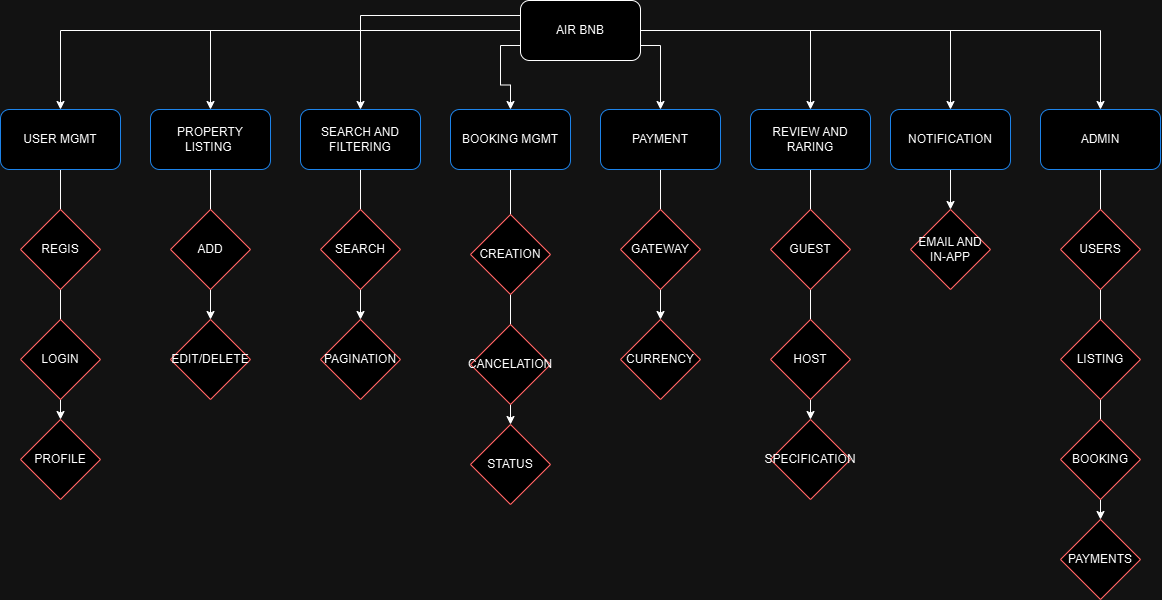 AIR BNB
USER MGMT
PROPERTY
LISTING
SEARCH AND
FILTERING
BOOKING MGMT
PAYMENT
REVIEW AND
RARING
NOTIFICATION
ADMIN
REGIS
ADD
SEARCH
CREATION
GATEWAY
GUEST
EMAIL AND
IN-APP
USERS
LOGIN
EDIT/DELETE
PAGINATION
CANCELATION
CURRENCY
HOST
LISTING
PROFILE
STATUS
SPECIFICATION
BOOKING
PAYMENTS